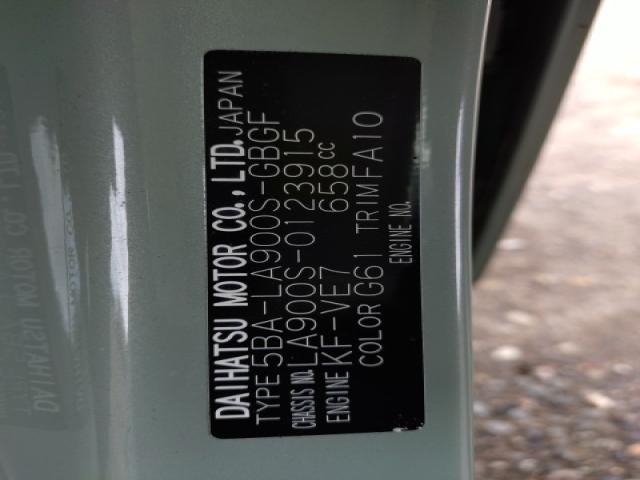 DAIHATSU MOTOR CO., LTD. JAPAN
TYPE 5BA-LA900S-GBGF
CHASSIS NO. LA900S-0123915
ENGINE KF-VE7 658CC
COLOR G61 TRIM FA10
ENGINE NO.